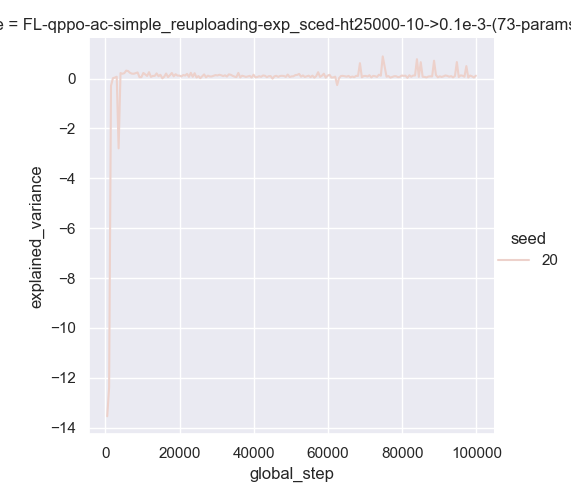 e = FL-qppo-ac-simple_reuploading-exp_sced-ht25000-10->0.1e-3-(73-params
0
−2
−4
−6
−8
−10
−12
−14
explained_variance
0 20000 40000 60000 80000 100000
global_step
seed
20